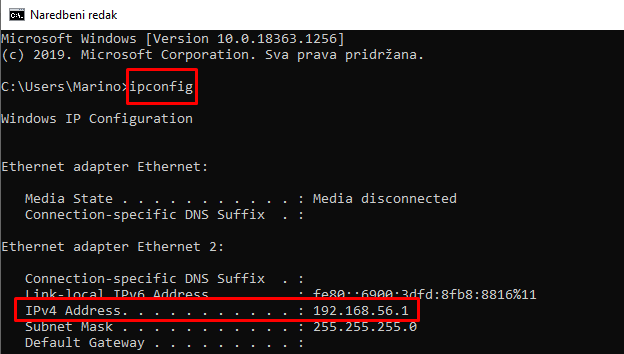 Naredbeni redak
Microsoft Windows [Version 10.0.18363.1256]
(c) 2019. Microsoft Corporation. Sva prava pridržana.
C:\Users\Marino>ipconfig
Windows IP Configuration
Ethernet adapter Ethernet:
Media State . . . . . . . . . . . : Media disconnected
Connection-specific DNS Suffix  . :
Ethernet adapter Ethernet 2:
Connection-specific DNS Suffix  . :
Link-local IPv6 Address . . . . . : fe80::6900:3dfd:8fb8:8816%11
IPv4 Address. . . . . . . . . . . : 192.168.56.1
Subnet Mask . . . . . . . . . . . : 255.255.255.0
Default Gateway . . . . . . . . . :